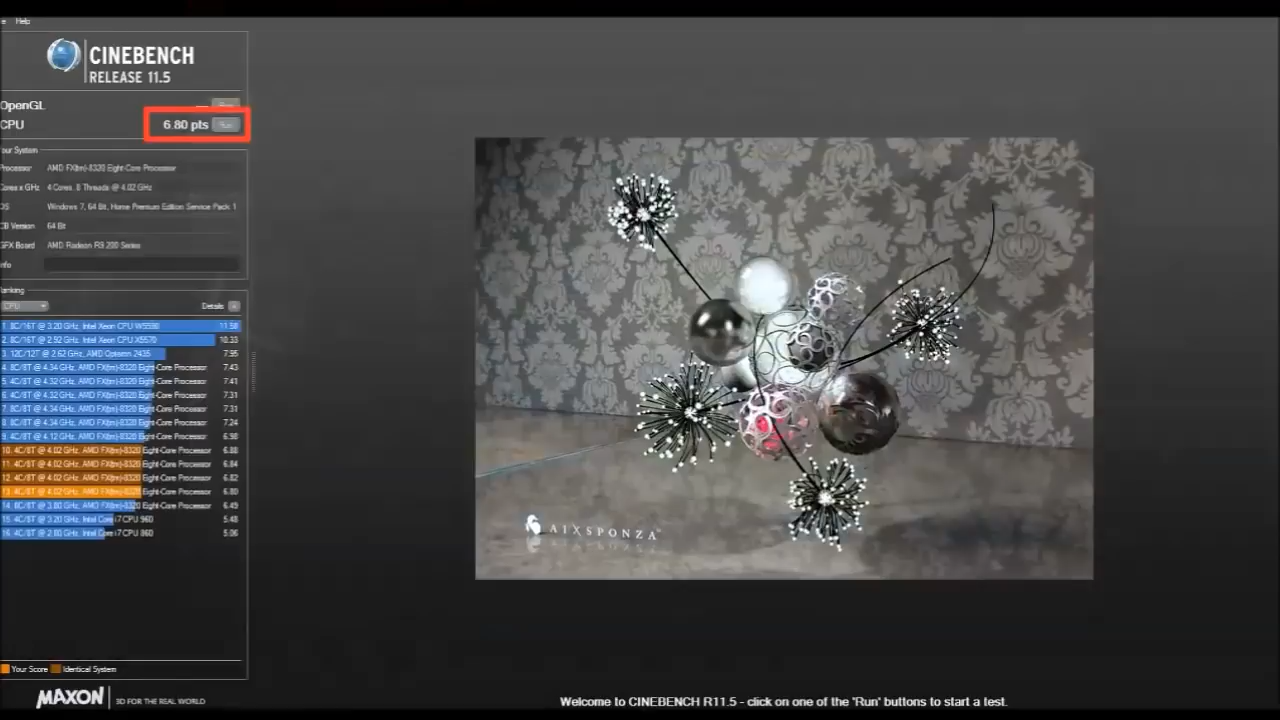 Help
CINEBENCH
RELEASE 11.5
OpenGL
CPU 6.80 pts Run
our System
Processor AMD FX(tm)-8320 Eight-Core Processor
Cores x GHz 4 Cores, 8 Threads @ 4.02 GHz
OS Windows 7, 64 Bit, Home Premium Edition Service Pack 1
CB Version 64 Bit
GFX Board AMD Radeon R9 200 Series
nfo
anking
CPU Details
1. 8C/16T @ 3.20 GHz, Intel Xeon CPU W5580 11.58
2. 8C/16T @ 2.92 GHz, Intel Xeon CPU X5570 10.33
3. 12C/12T @ 2.62 GHz, AMD Opteron 2435 7.95
4. 8C/8T @ 4.34 GHz, AMD FX(tm)-8320 Eight-Core Processor 7.43
5. 4C/8T @ 4.32 GHz, AMD FX(tm)-8320 Eight-Core Processor 7.41
6. 4C/8T @ 4.32 GHz, AMD FX(tm)-8320 Eight-Core Processor 7.31
7. 8C/8T @ 4.34 GHz, AMD FX(tm)-8320 Eight-Core Processor 7.31
8. 8C/8T @ 4.34 GHz, AMD FX(tm)-8320 Eight-Core Processor 7.24
9. 4C/8T @ 4.12 GHz, AMD FX(tm)-8320 Eight-Core Processor 6.98
10. 4C/8T @ 4.02 GHz, AMD FX(tm)-8320 Eight-Core Processor 6.88
11. 4C/8T @ 4.02 GHz, AMD FX(tm)-8320 Eight-Core Processor 6.84
12. 4C/8T @ 4.02 GHz, AMD FX(tm)-8320 Eight-Core Processor 6.82
13. 4C/8T @ 4.02 GHz, AMD FX(tm)-8320 Eight-Core Processor 6.80
14. 8C/8T @ 3.80 GHz, AMD FX(tm)-8320 Eight-Core Processor 6.49
15. 4C/8T @ 3.20 GHz, Intel Core i7 CPU 960 5.48
16. 4C/8T @ 2.80 GHz, Intel Core i7 CPU 860 5.06
AIXSPONZA
Your Score Identical System
MAXON 3D FOR THE REAL WORLD
Welcome to CINEBENCH R11.5 - click on one of the 'Run' buttons to start a test.